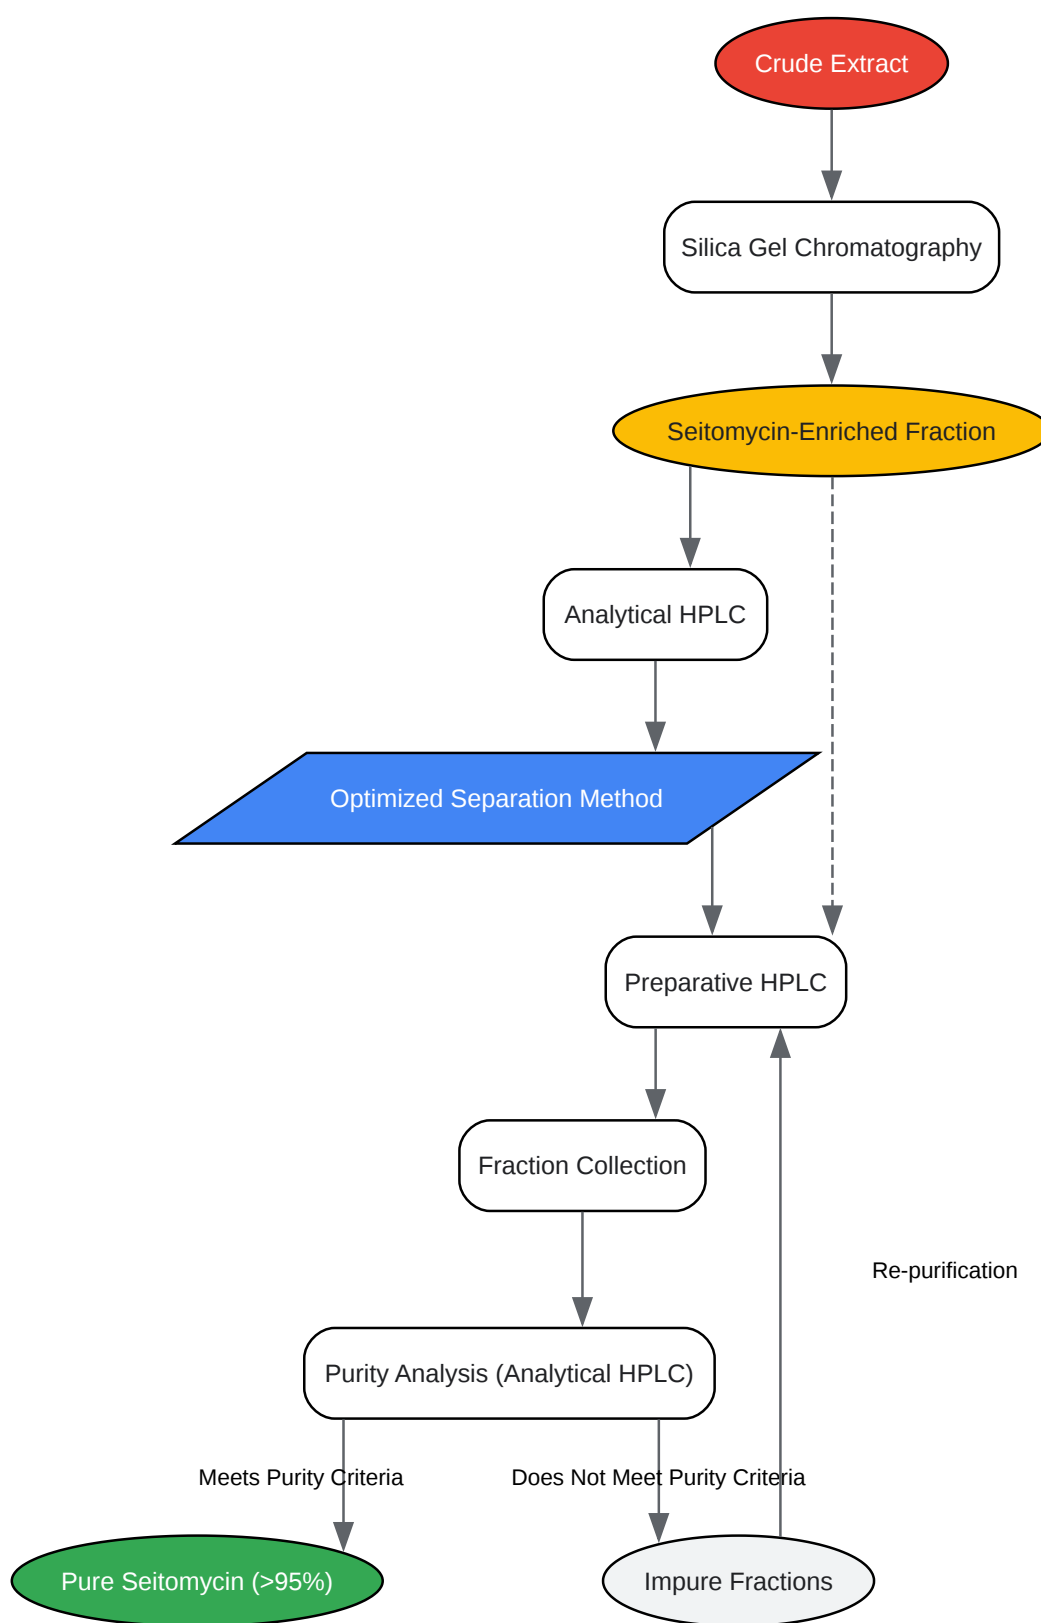 Crude Extract
Silica Gel Chromatography
Seitomycin-Enriched Fraction
Analytical HPLC
Optimized Separation Method
Preparative HPLC
Fraction Collection
Re-purification
Purity Analysis (Analytical HPLC)
Meets Purity Criteria
Does Not Meet Purity Criteria
Pure Seitomycin (>95%)
Impure Fractions